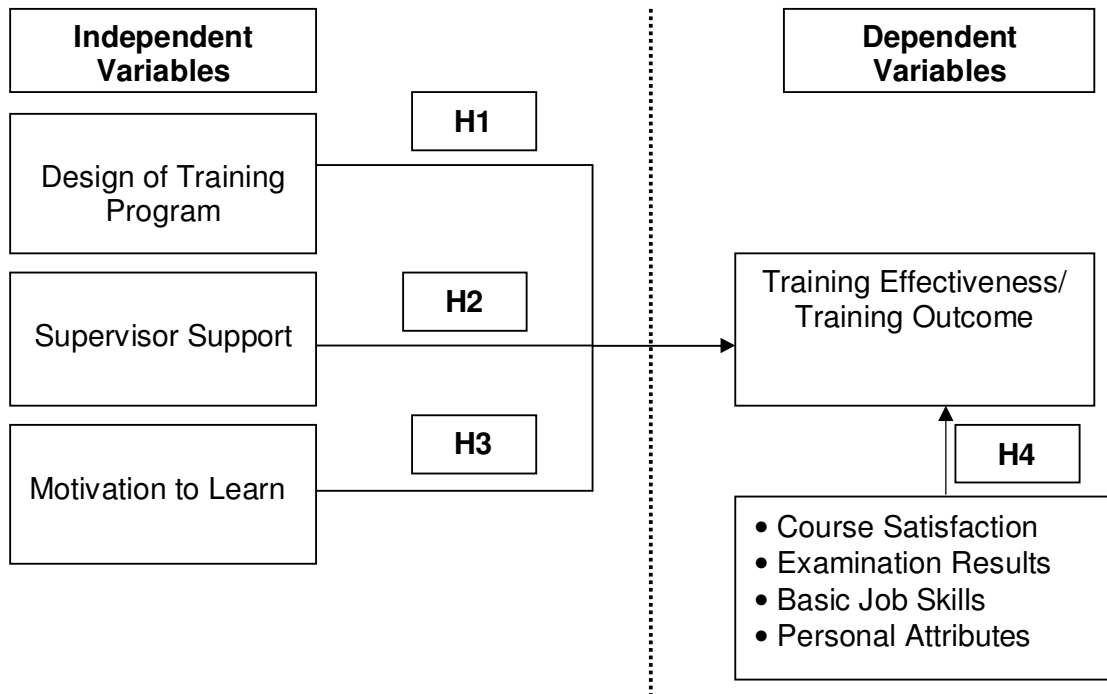 Independent
Variables
Dependent
Variables
H1
Design of Training
Program
H2
Supervisor Support
H3
Motivation to Learn
Training Effectiveness/
Training Outcome
H4
• Course Satisfaction
• Examination Results
• Basic Job Skills
• Personal Attributes